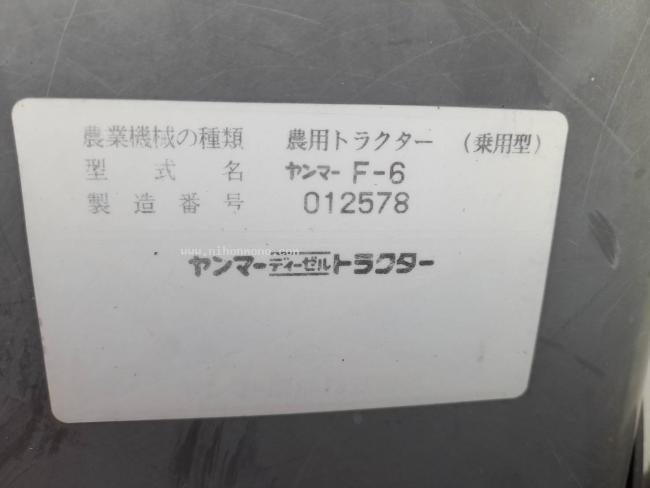 農業機械の種類 農用トラクター (乗用型)
型式名 ヤンマー F-6
製造番号 012578
www.nihonnono.com
ヤンマーディーゼルトラクター